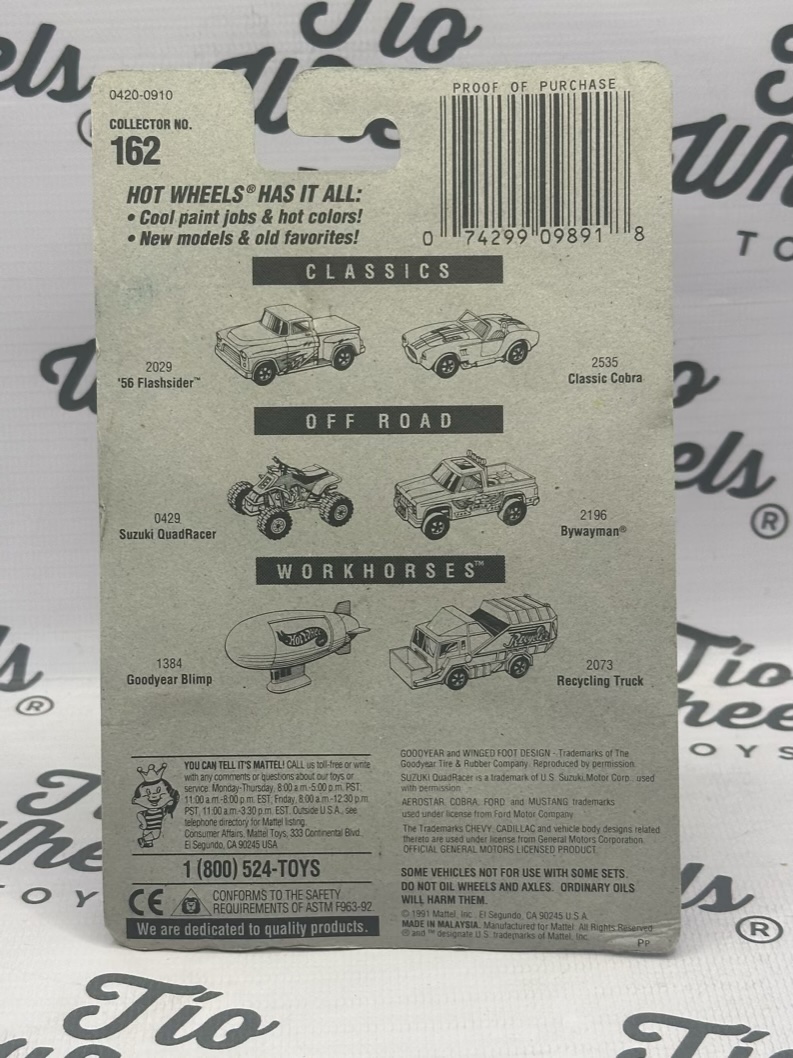 0420-0910
COLLECTOR NO.
162
PROOF OF PURCHASE
0 74299 09891 8
HOT WHEELS® HAS IT ALL:
• Cool paint jobs & hot colors!
• New models & old favorites!
CLASSICS
2029
'56 Flashsider™
2535
Classic Cobra
OFF ROAD
0429
Suzuki QuadRacer
2196
Bywayman®
WORKHORSES™
1384
Goodyear Blimp
2073
Recycling Truck
YOU CAN TELL IT'S MATTEL! CALL us toll-free or write
with any comments or questions about our toys or
service. Monday-Thursday, 8:00 a.m.-5:00 p.m. PST,
11:00 a.m.-8:00 p.m. EST, Friday, 8:00 a.m.-12:30 p.m.
PST, 11:00 a.m.-3:30 p.m. EST. Outside U.S.A., see
telephone directory for Mattel listing.
Consumer Affairs, Mattel Toys, 333 Continental Blvd.,
El Segundo, CA 90245 USA
1 (800) 524-TOYS
CE
CONFORMS TO THE SAFETY
REQUIREMENTS OF ASTM F963-92.
We are dedicated to quality products.
GOODYEAR and WINGED FOOT DESIGN - Trademarks of The
Goodyear Tire & Rubber Company. Reproduced by permission.
SUZUKI QuadRacer is a trademark of U.S. Suzuki Motor Corp., used
with permission.
AEROSTAR, COBRA, FORD and MUSTANG trademarks
used under license from Ford Motor Company
The Trademarks CHEVY, CADILLAC and vehicle body designs related
thereto are used under license from General Motors Corporation.
OFFICIAL GENERAL MOTORS LICENSED PRODUCT.
SOME VEHICLES NOT FOR USE WITH SOME SETS.
DO NOT OIL WHEELS AND AXLES. ORDINARY OILS
WILL HARM THEM.
© 1991 Mattel, Inc., El Segundo, CA 90245 U.S.A.
MADE IN MALAYSIA. Manufactured for Mattel. All Rights Reserved.
® and ™ designate U.S. trademarks of Mattel, Inc.
PP
Tio
Wheels
®
TOYS